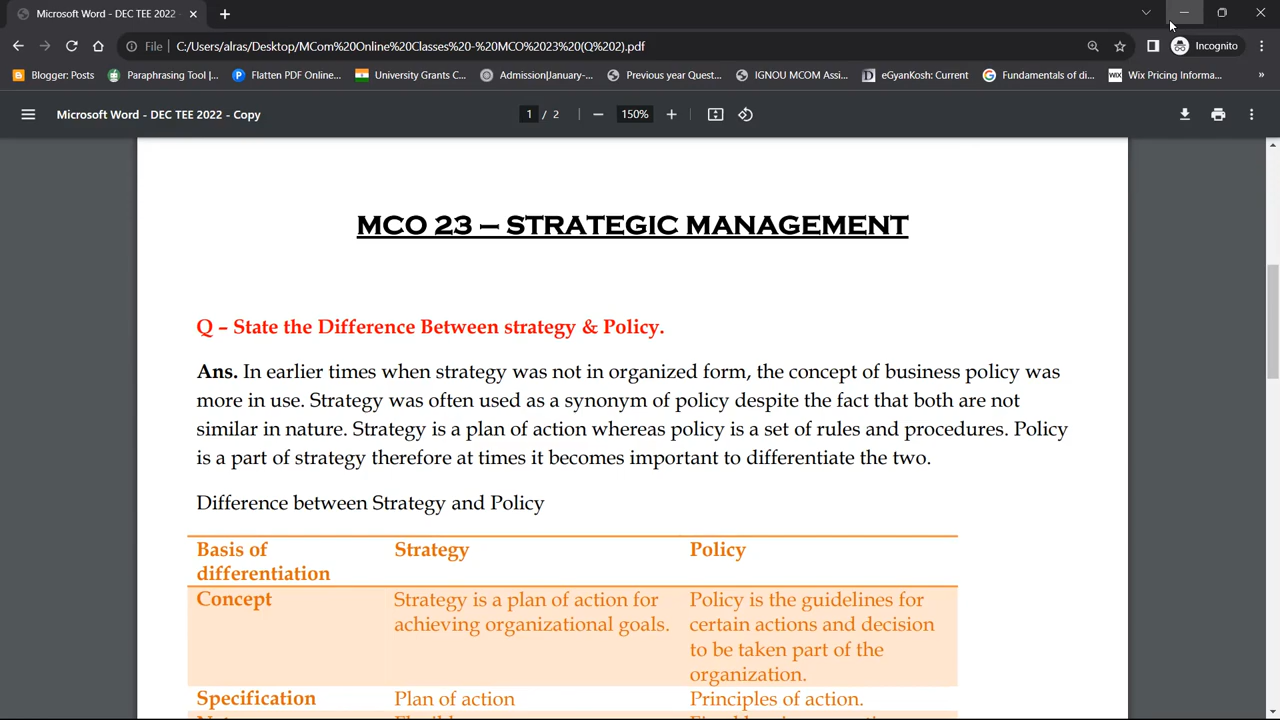 Microsoft Word - DEC TEE 2022 -
File C:/Users/alras/Desktop/MCom%20Online%20Classes%20-%20MCO%2023%20(Q%202).pdf Incognito
Blogger: Posts Paraphrasing Tool |... Flatten PDF Online... University Grants C... Admission|January-... Previous year Quest... IGNOU MCOM Assi... eGyanKosh: Current Fundamentals of di... WIX Wix Pricing Informa... »
Microsoft Word - DEC TEE 2022 - Copy 1 / 2 150%
MCO 23 – STRATEGIC MANAGEMENT
Q – State the Difference Between strategy & Policy.
Ans. In earlier times when strategy was not in organized form, the concept of business policy was
more in use. Strategy was often used as a synonym of policy despite the fact that both are not
similar in nature. Strategy is a plan of action whereas policy is a set of rules and procedures. Policy
is a part of strategy therefore at times it becomes important to differentiate the two.
Difference between Strategy and Policy
Basis of Strategy Policy
differentiation
Concept Strategy is a plan of action for Policy is the guidelines for
achieving organizational goals. certain actions and decision
to be taken part of the
organization.
Specification Plan of action Principles of action.